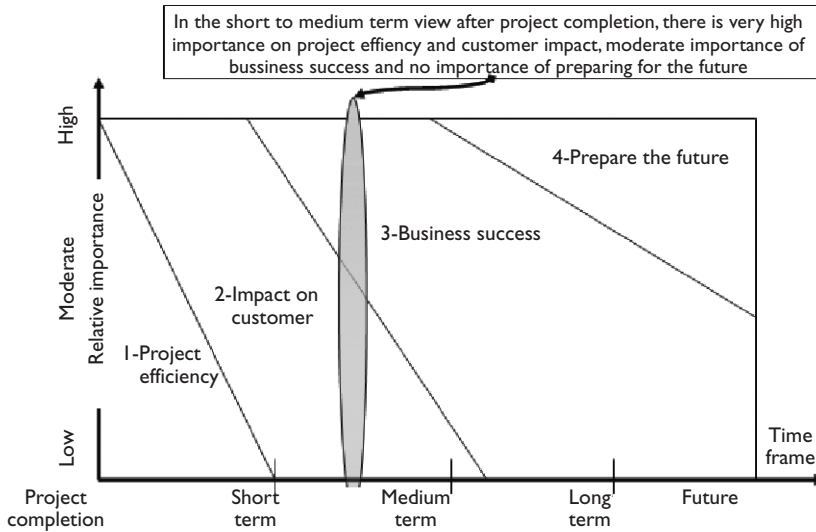 In the short to medium term view after project completion, there is very high
importance on project effiency and customer impact, moderate importance of
bussiness success and no importance of preparing for the future
High
Moderate
Relative importance
Low
4-Prepare the future
3-Business success
2-Impact on
customer
1-Project
efficiency
Time
frame
Project
completion
Short
term
Medium
term
Long
term
Future